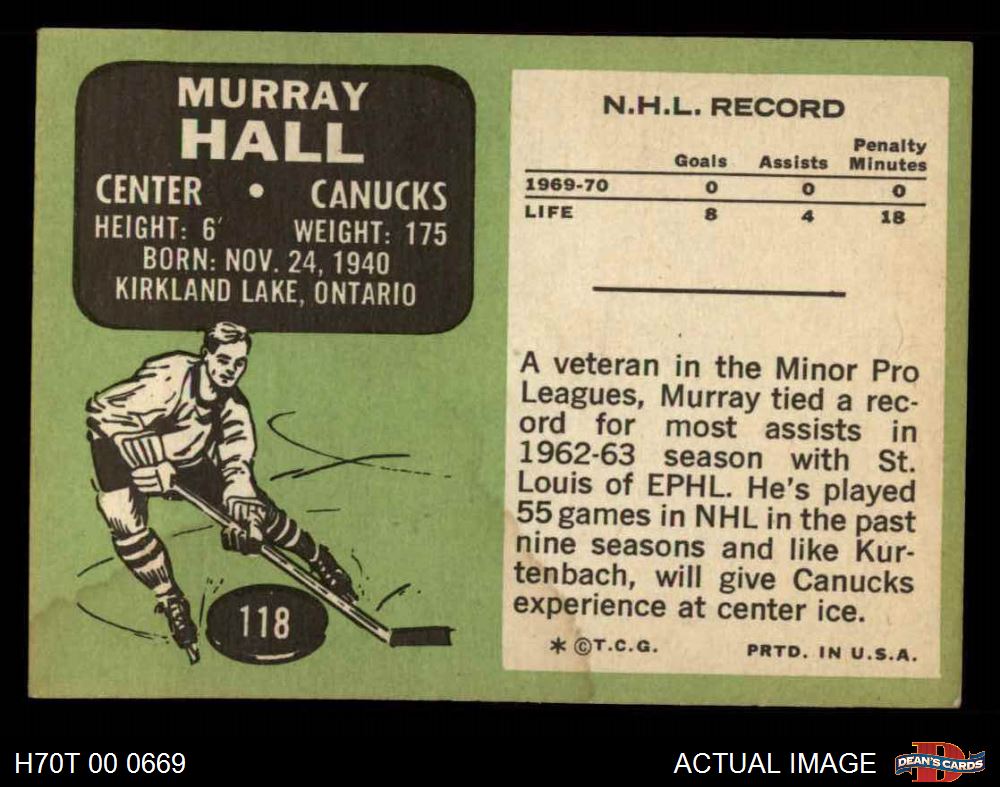 MURRAY
HALL
CENTER • CANUCKS
HEIGHT: 6' WEIGHT: 175
BORN: NOV. 24, 1940
KIRKLAND LAKE, ONTARIO
118
N.H.L. RECORD
Goals Assists Penalty Minutes
1969-70 0 0 0
LIFE 8 4 18
A veteran in the Minor Pro
Leagues, Murray tied a rec-
ord for most assists in
1962-63 season with St.
Louis of EPHL. He's played
55 games in NHL in the past
nine seasons and like Kur-
tenbach, will give Canucks
experience at center ice.
* ©T.C.G. PRTD. IN U.S.A.
H70T 00 0669
ACTUAL IMAGE
D
DEAN'S CARDS